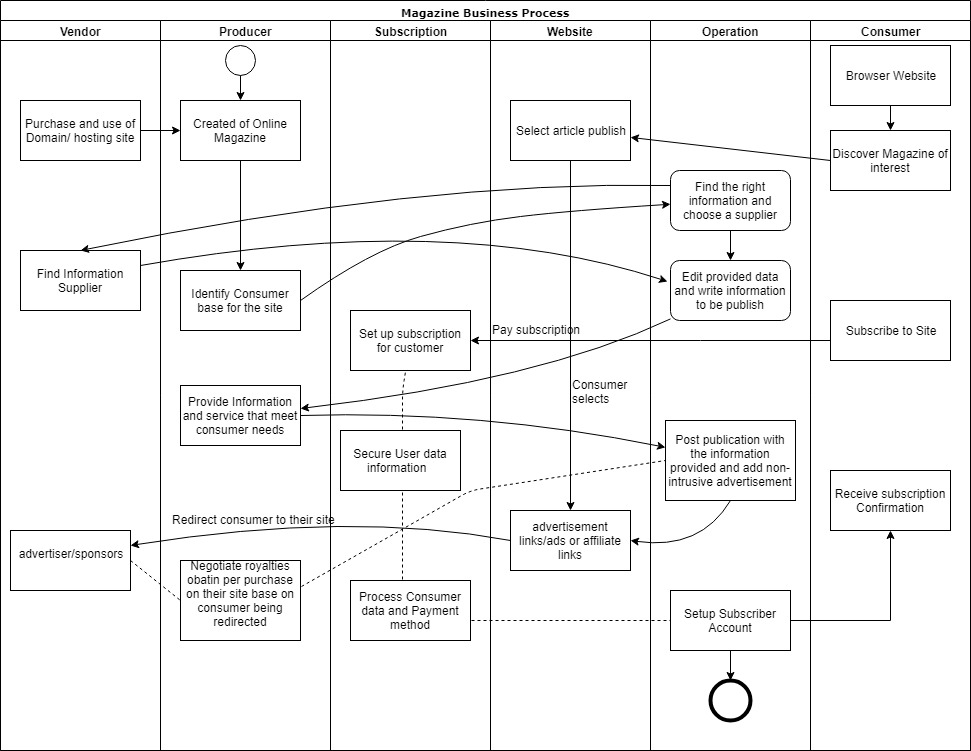 Magazine Business Process
Vendor
Producer
Subscription
Website
Operation
Consumer
Purchase and use of
Domain/ hosting site
Created of Online
Magazine
Select article publish
Browser Website
Discover Magazine of
interest
Find the right
information and
choose a supplier
Find Information
Supplier
Identify Consumer
base for the site
Edit provided data
and write information
to be publish
Set up subscription
for customer
Pay subscription
Subscribe to Site
Consumer
selects
Provide Information
and service that meet
consumer needs
Secure User data
information
Post publication with
the information
provided and add non-
intrusive advertisement
Receive subscription
Confirmation
Redirect consumer to their site
advertiser/sponsors
advertisement
links/ads or affiliate
links
Negotiate royalties
obatin per purchase
on their site base on
consumer being
redirected
Process Consumer
data and Payment
method
Setup Subscriber
Account